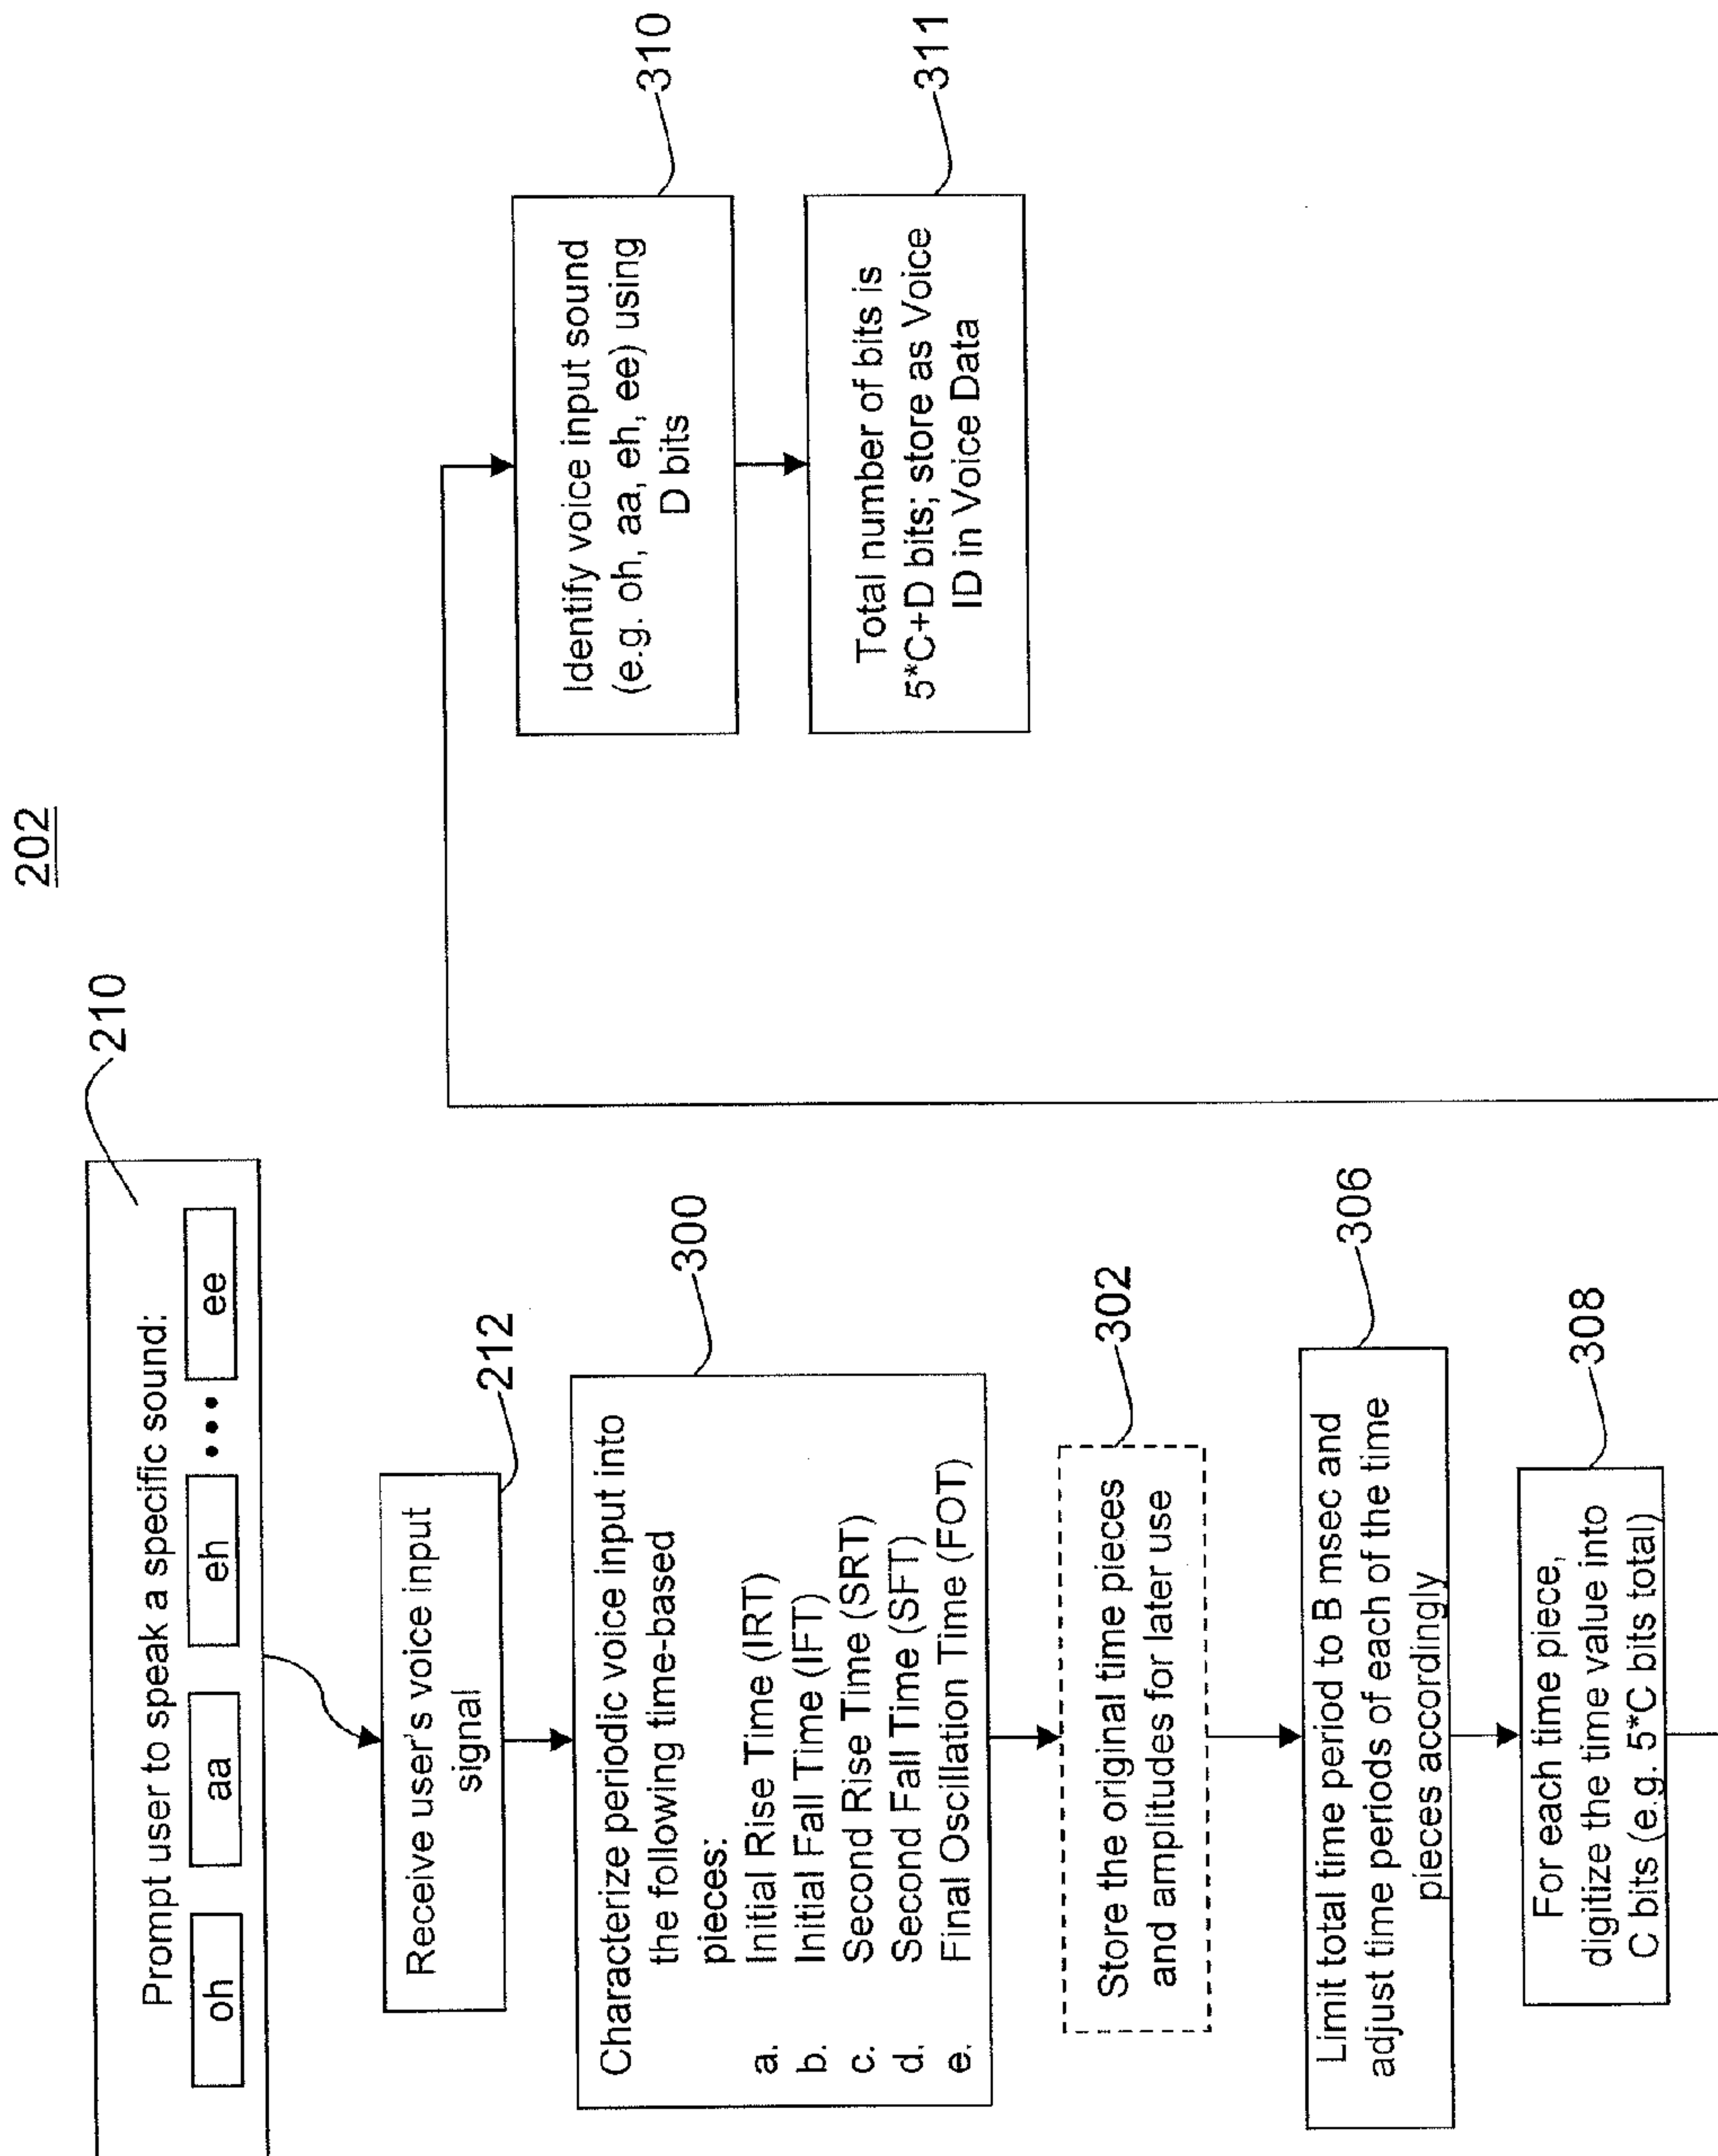 202
210
Prompt user to speak a specific sound:
oh aa eh ••• ee
212
Receive user's voice input
signal
300
Characterize periodic voice input into
the following time-based
pieces:
a. Initial Rise Time (IRT)
b. Initial Fall Time (IFT)
c. Second Rise Time (SRT)
d. Second Fall Time (SFT)
e. Final Oscillation Time (FOT)
302
Store the original time pieces
and amplitudes for later use
306
Limit total time period to B msec and
adjust time periods of each of the time
pieces accordingly
308
For each time piece,
digitize the time value into
C bits (e.g. 5*C bits total)
310
Identify voice input sound
(e.g. oh, aa, eh, ee) using
D bits
311
Total number of bits is
5*C+D bits; store as Voice
ID in Voice Data